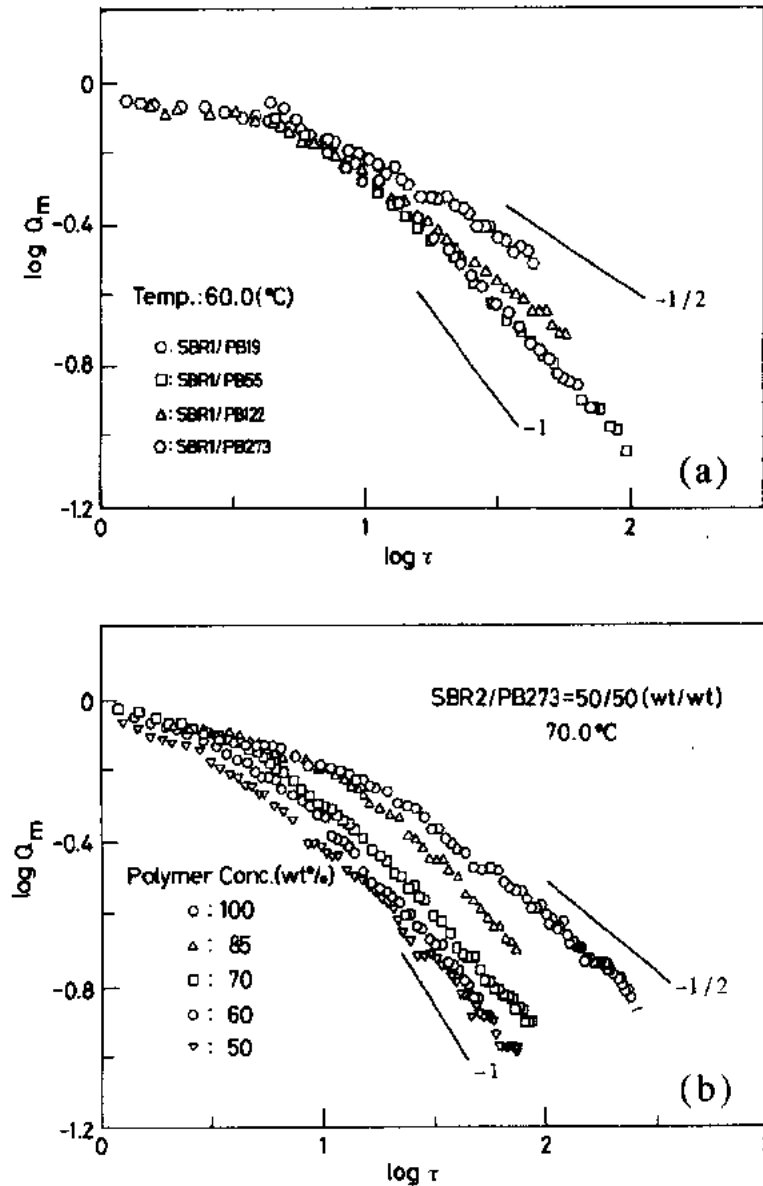 0
-0.4
-0.8
-1.2
log Qm
Temp.:60.0(°C)
○:SBR1/PB19
□:SBR1/PB55
△:SBR1/PB122
○:SBR1/PB273
-1/2
-1
(a)
0
1
2
log τ
0
-0.4
-0.8
-1.2
log Qm
SBR2/PB273=50/50(wt/wt)
70.0°C
Polymer Conc.(wt%)
○ : 100
△ : 85
□ : 70
○ : 60
▽ : 50
-1/2
-1
(b)
0
1
2
log τ